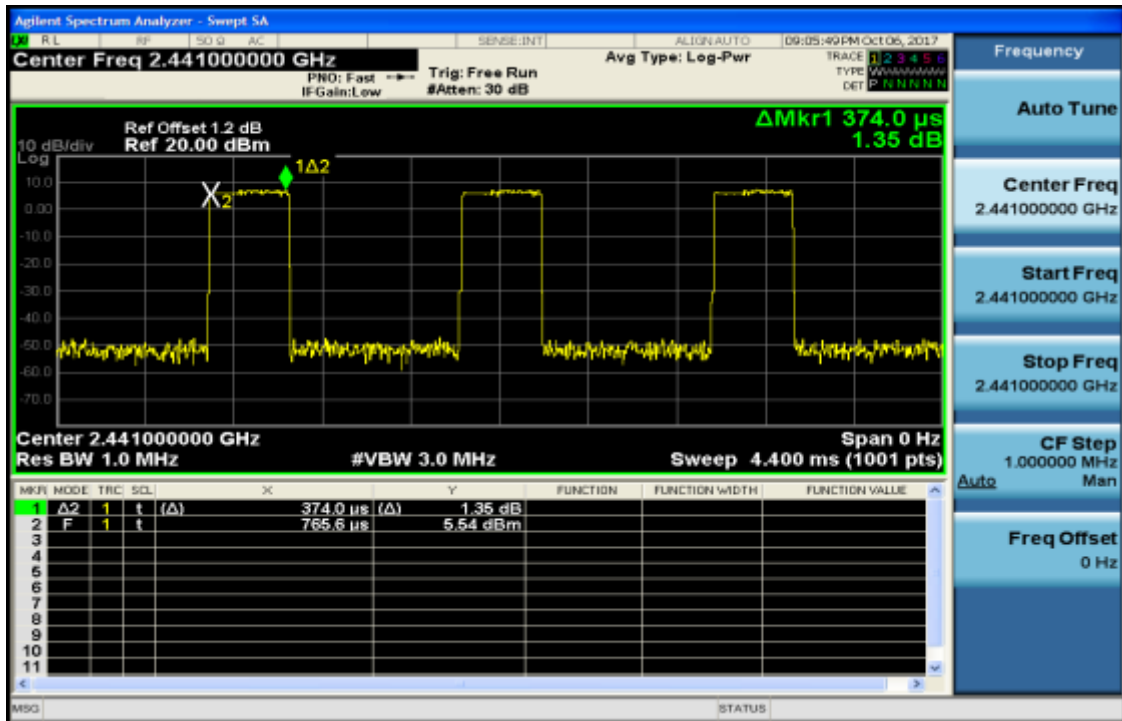 Agilent Spectrum Analyzer - Swept SA
RL RF 50 Ω AC SENSE:INT ALIGN AUTO 09:05:49 PM Oct 06, 2017
Center Freq 2.441000000 GHz
PNO: Fast
IFGain:Low
Trig: Free Run
#Atten: 30 dB
Avg Type: Log-Pwr
TRACE 1 2 3 4 5 6
TYPE
DET P N N N N N
ΔMkr1 374.0 µs
1.35 dB
Ref Offset 1.2 dB
10 dB/div Ref 20.00 dBm
Log
1Δ2
2
10.0
0.00
-10.0
-20.0
-30.0
-40.0
-50.0
-60.0
-70.0
Center 2.441000000 GHz Span 0 Hz
Res BW 1.0 MHz #VBW 3.0 MHz Sweep 4.400 ms (1001 pts)
MKR MODE TRC SCL X Y FUNCTION FUNCTION WIDTH FUNCTION VALUE
1 Δ2 1 t (Δ) 374.0 µs (Δ) 1.35 dB
2 F 1 t 765.6 µs 5.54 dBm
3
4
5
6
7
8
9
10
11
MSG STATUS
Frequency
Auto Tune
Center Freq
2.441000000 GHz
Start Freq
2.441000000 GHz
Stop Freq
2.441000000 GHz
CF Step
1.000000 MHz
Auto Man
Freq Offset
0 Hz